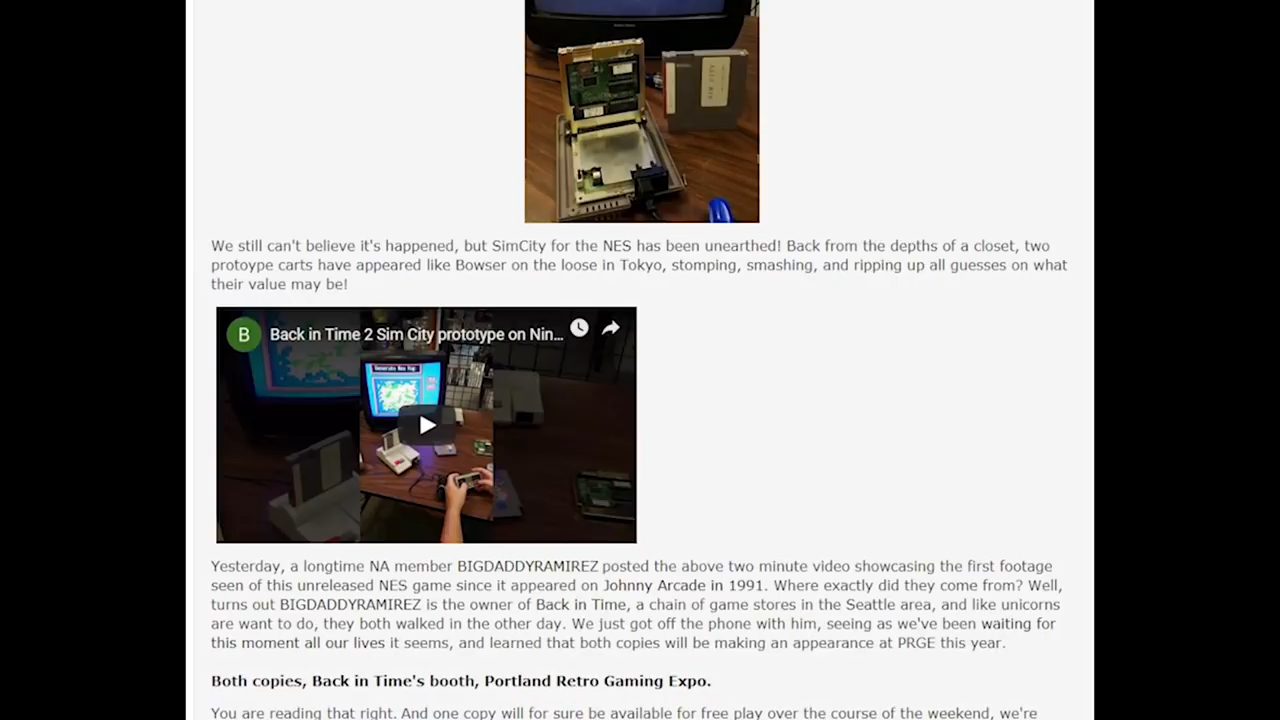 We still can't believe it's happened, but SimCity for the NES has been unearthed! Back from the depths of a closet, two
protoype carts have appeared like Bowser on the loose in Tokyo, stomping, smashing, and ripping up all guesses on what
their value may be!
B
Back in Time 2 Sim City prototype on Nin...
Generate New Map
Yesterday, a longtime NA member BIGDADDYRAMIREZ posted the above two minute video showcasing the first footage
seen of this unreleased NES game since it appeared on Johnny Arcade in 1991. Where exactly did they come from? Well,
turns out BIGDADDYRAMIREZ is the owner of Back in Time, a chain of game stores in the Seattle area, and like unicorns
are want to do, they both walked in the other day. We just got off the phone with him, seeing as we've been waiting for
this moment all our lives it seems, and learned that both copies will be making an appearance at PRGE this year.
Both copies, Back in Time's booth, Portland Retro Gaming Expo.
You are reading that right. And one copy will for sure be available for free play over the course of the weekend, we're